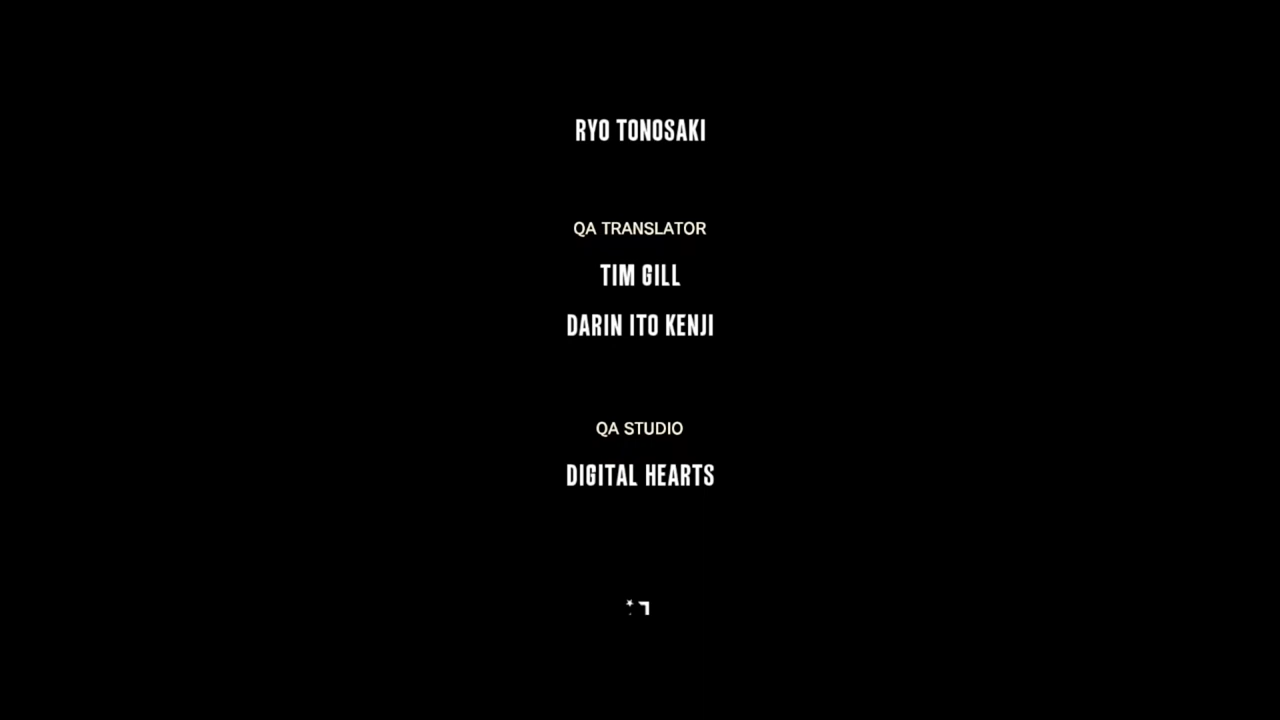 RYO TONOSAKI
QA TRANSLATOR
TIM GILL
DARIN ITO KENJI
QA STUDIO
DIGITAL HEARTS